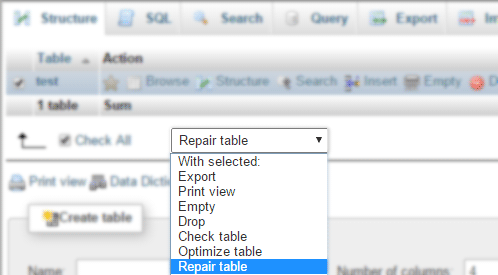 Structure SQL Search Query Export Im
Table Action
test Browse Structure Search Insert Empty D
1 table Sum
Check All Repair table
With selected:
Print view Data Dictio Export
Print view
Empty
Drop
Create table Check table
Optimize table
Name: Repair table Number of columns: 4